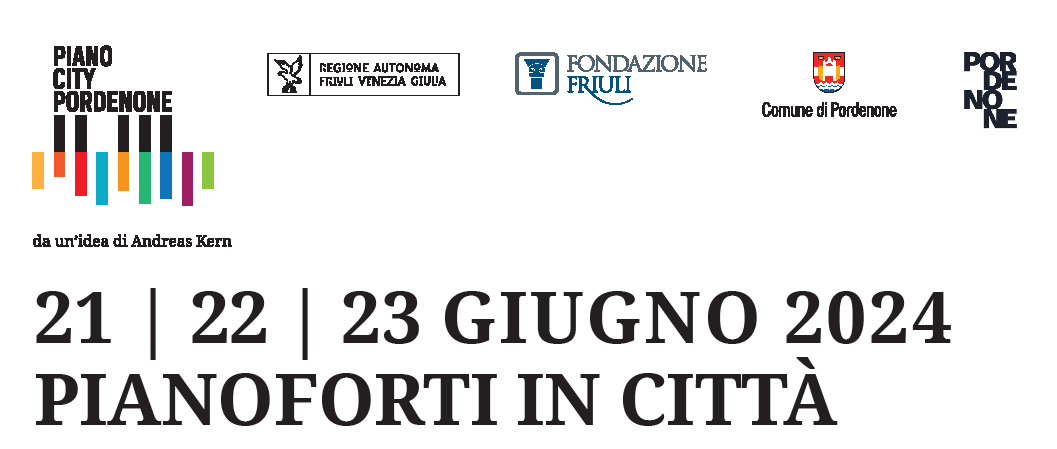 PIANO
CITY
PORDENONE
REGIONE AUTONOMA
FRIULI VENEZIA GIULIA
FONDAZIONE
FRIULI
Comune di Pordenone
POR
DE
NO
NE
da un'idea di Andreas Kern
21 | 22 | 23 GIUGNO 2024
PIANOFORTI IN CITTÀ